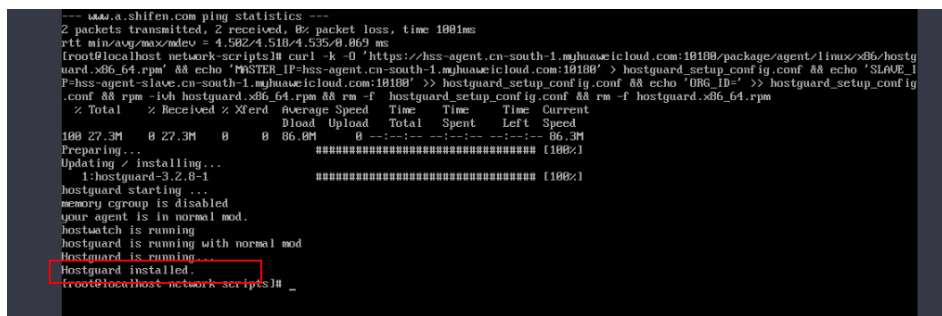 --- www.a.shifen.com ping statistics ---
2 packets transmitted, 2 received, 0% packet loss, time 1001ms
rtt min/avg/max/mdev = 4.502/4.518/4.535/0.069 ms
[root@localhost network-scripts]# curl -k -O 'https://hss-agent.cn-south-1.myhuaweicloud.com:10180/package/agent/linux/x86/hostg
uard.x86_64.rpm' && echo 'MASTER_IP=hss-agent.cn-south-1.myhuaweicloud.com:10180' > hostguard_setup_config.conf && echo 'SLAVE_I
P=hss-agent-slave.cn-south-1.myhuaweicloud.com:10180' >> hostguard_setup_config.conf && echo 'ORG_ID=' >> hostguard_setup_config
.conf && rpm -ivh hostguard.x86_64.rpm && rm -f hostguard_setup_config.conf && rm -f hostguard.x86_64.rpm
% Total % Received % Xferd Average Speed Time Time Time Current
Dload Upload Total Spent Left Speed
100 27.3M 0 27.3M 0 0 86.0M 0 --:--:-- --:--:-- --:--:-- 86.3M
Preparing... ################################# [100%]
Updating / installing...
1:hostguard-3.2.8-1 ################################# [100%]
hostguard starting ...
memory cgroup is disabled
your agent is in normal mod.
hostwatch is running
hostguard is running with normal mod
Hostguard is running...
Hostguard installed.
[root@localhost network-scripts]# _